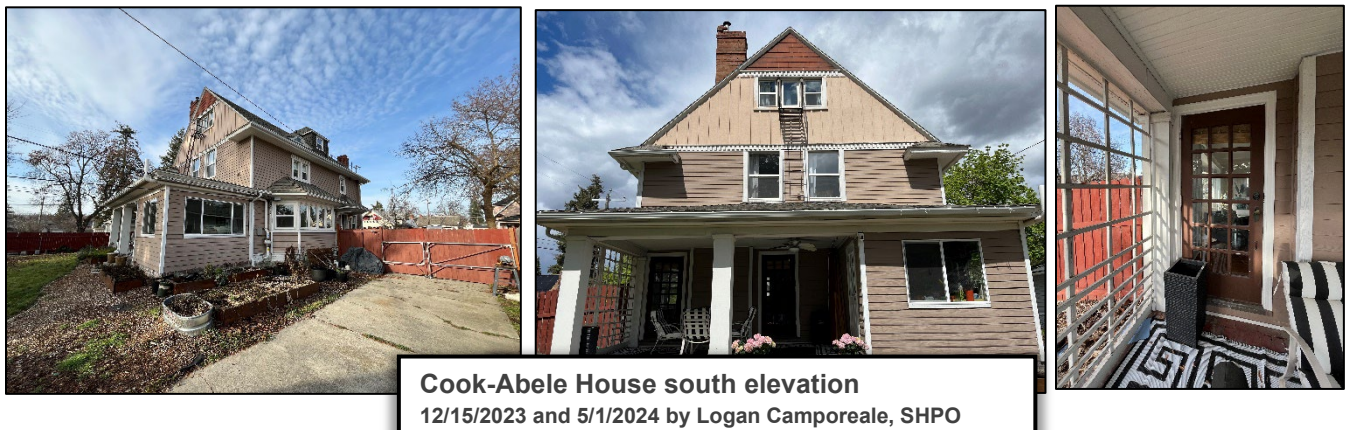 Cook-Abele House south elevation
12/15/2023 and 5/1/2024 by Logan Camporeale, SHPO